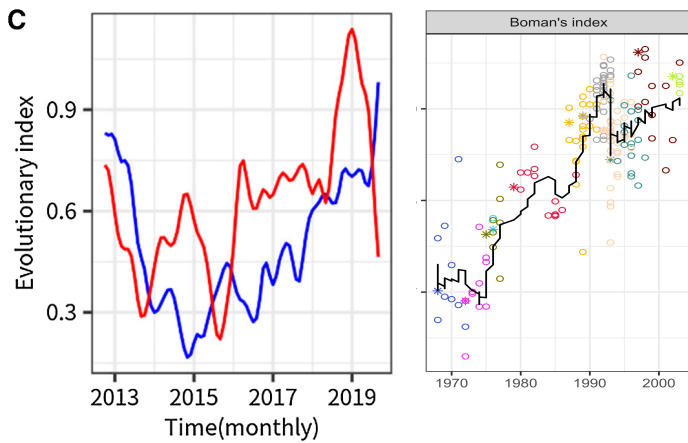 C
Boman's index
Evolutionary index
0.9
0.6
0.3
2013 2015 2017 2019
Time(monthly)
1970 1980 1990 2000